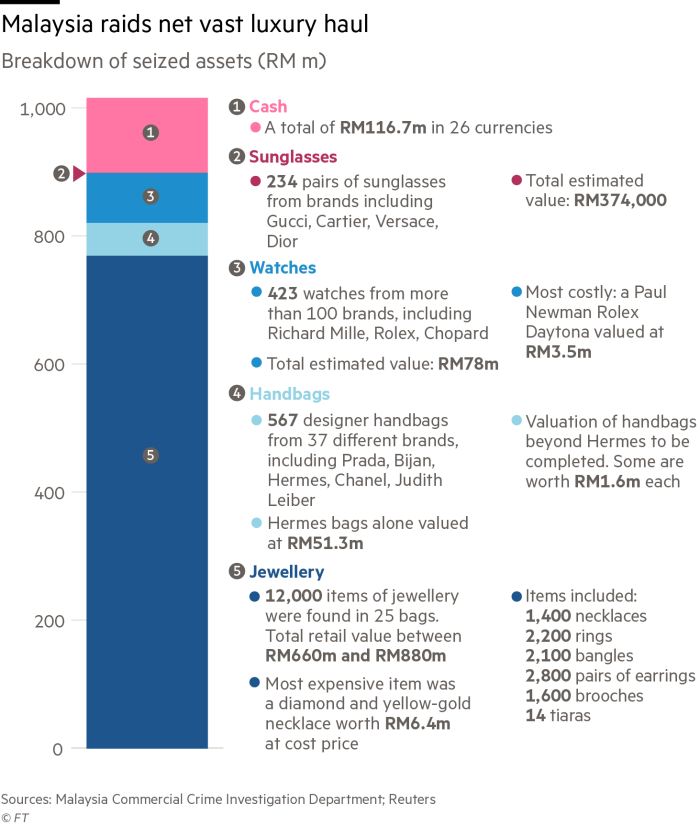 Malaysia raids net vast luxury haul
Breakdown of seized assets (RM m)
1,000
800
600
400
200
0
1
2
3
4
5
1 Cash
A total of RM116.7m in 26 currencies
2 Sunglasses
234 pairs of sunglasses
from brands including
Gucci, Cartier, Versace,
Dior
Total estimated
value: RM374,000
3 Watches
423 watches from more
than 100 brands, including
Richard Mille, Rolex, Chopard
Total estimated value: RM78m
Most costly: a Paul
Newman Rolex
Daytona valued at
RM3.5m
4 Handbags
567 designer handbags
from 37 different brands,
including Prada, Bijan,
Hermes, Chanel, Judith
Leiber
Hermes bags alone valued
at RM51.3m
Valuation of handbags
beyond Hermes to be
completed. Some are
worth RM1.6m each
5 Jewellery
12,000 items of jewellery
were found in 25 bags.
Total retail value between
RM660m and RM880m
Most expensive item was
a diamond and yellow-gold
necklace worth RM6.4m
at cost price
Items included:
1,400 necklaces
2,200 rings
2,100 bangles
2,800 pairs of earrings
1,600 brooches
14 tiaras
Sources: Malaysia Commercial Crime Investigation Department; Reuters
© FT